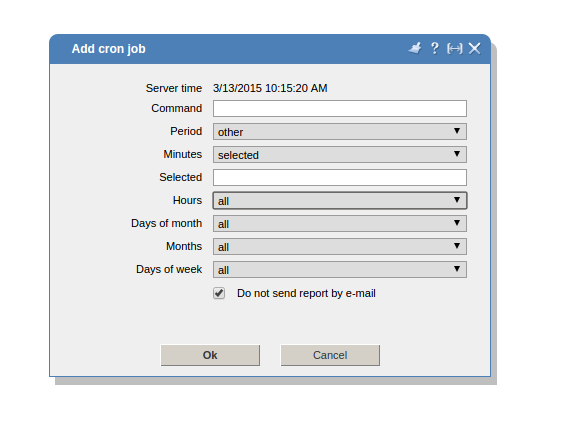 Add cron job ?
Server time 3/13/2015 10:15:20 AM
Command
Period other
Minutes selected
Selected
Hours all
Days of month all
Months all
Days of week all
Do not send report by e-mail
Ok Cancel